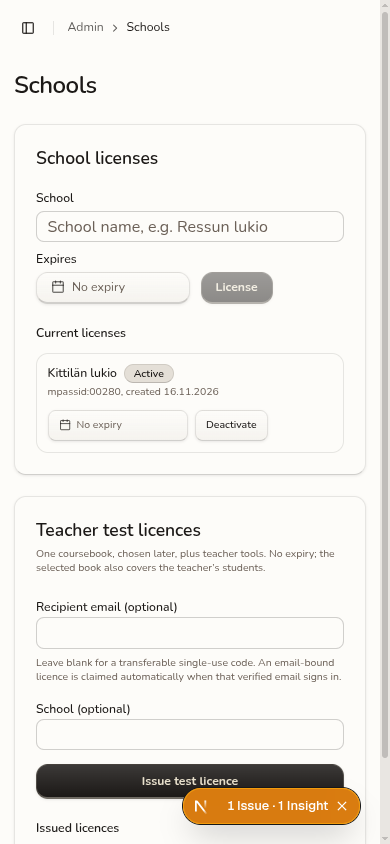 Admin > Schools
Schools
School licenses
School
School name, e.g. Ressun lukio
Expires
No expiry
License
Current licenses
Kittilän lukio Active
mpassid:00280, created 16.11.2026
No expiry
Deactivate
Teacher test licences
One coursebook, chosen later, plus teacher tools. No expiry; the
selected book also covers the teacher's students.
Recipient email (optional)
Leave blank for a transferable single-use code. An email-bound
licence is claimed automatically when that verified email signs in.
School (optional)
Issue test licence
N 1 Issue · 1 Insight
Issued licences